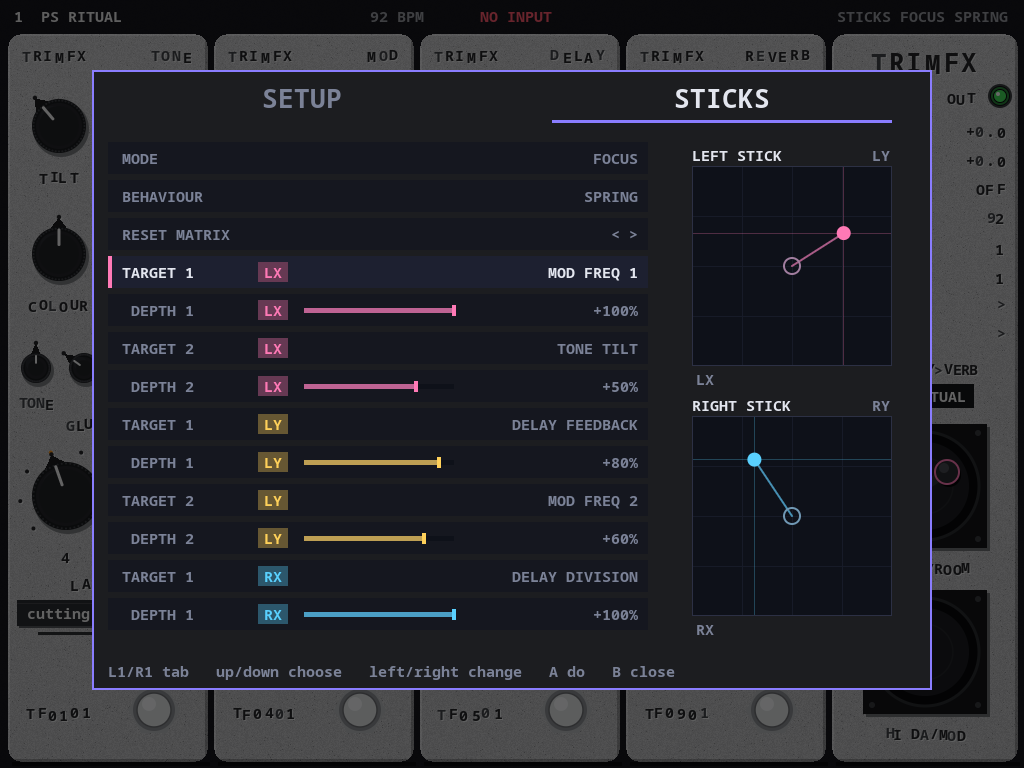 1 PS RITUAL 92 BPM NO INPUT STICKS FOCUS SPRING
TRIMFX TONE TRIMFX MOD TRIMFX DELAY TRIMFX REVERB TRIMFX
SETUP STICKS
OUT
MODE FOCUS
BEHAVIOUR SPRING
RESET MATRIX < >
TARGET 1 LX MOD FREQ 1
DEPTH 1 LX +100%
TARGET 2 LX TONE TILT
DEPTH 2 LX +50%
TARGET 1 LY DELAY FEEDBACK
DEPTH 1 LY +80%
TARGET 2 LY MOD FREQ 2
DEPTH 2 LY +60%
TARGET 1 RX DELAY DIVISION
DEPTH 1 RX +100%
LEFT STICK LY
LX
RIGHT STICK RY
RX
L1/R1 tab up/down choose left/right change A do B close
TILT
COLOUR
TONE
4
cutting
+0.0
+0.0
OFF
92
1
1
>
>
>VERB
TF0101 TF0401 TF0501 TF0901
HI DA/MOD